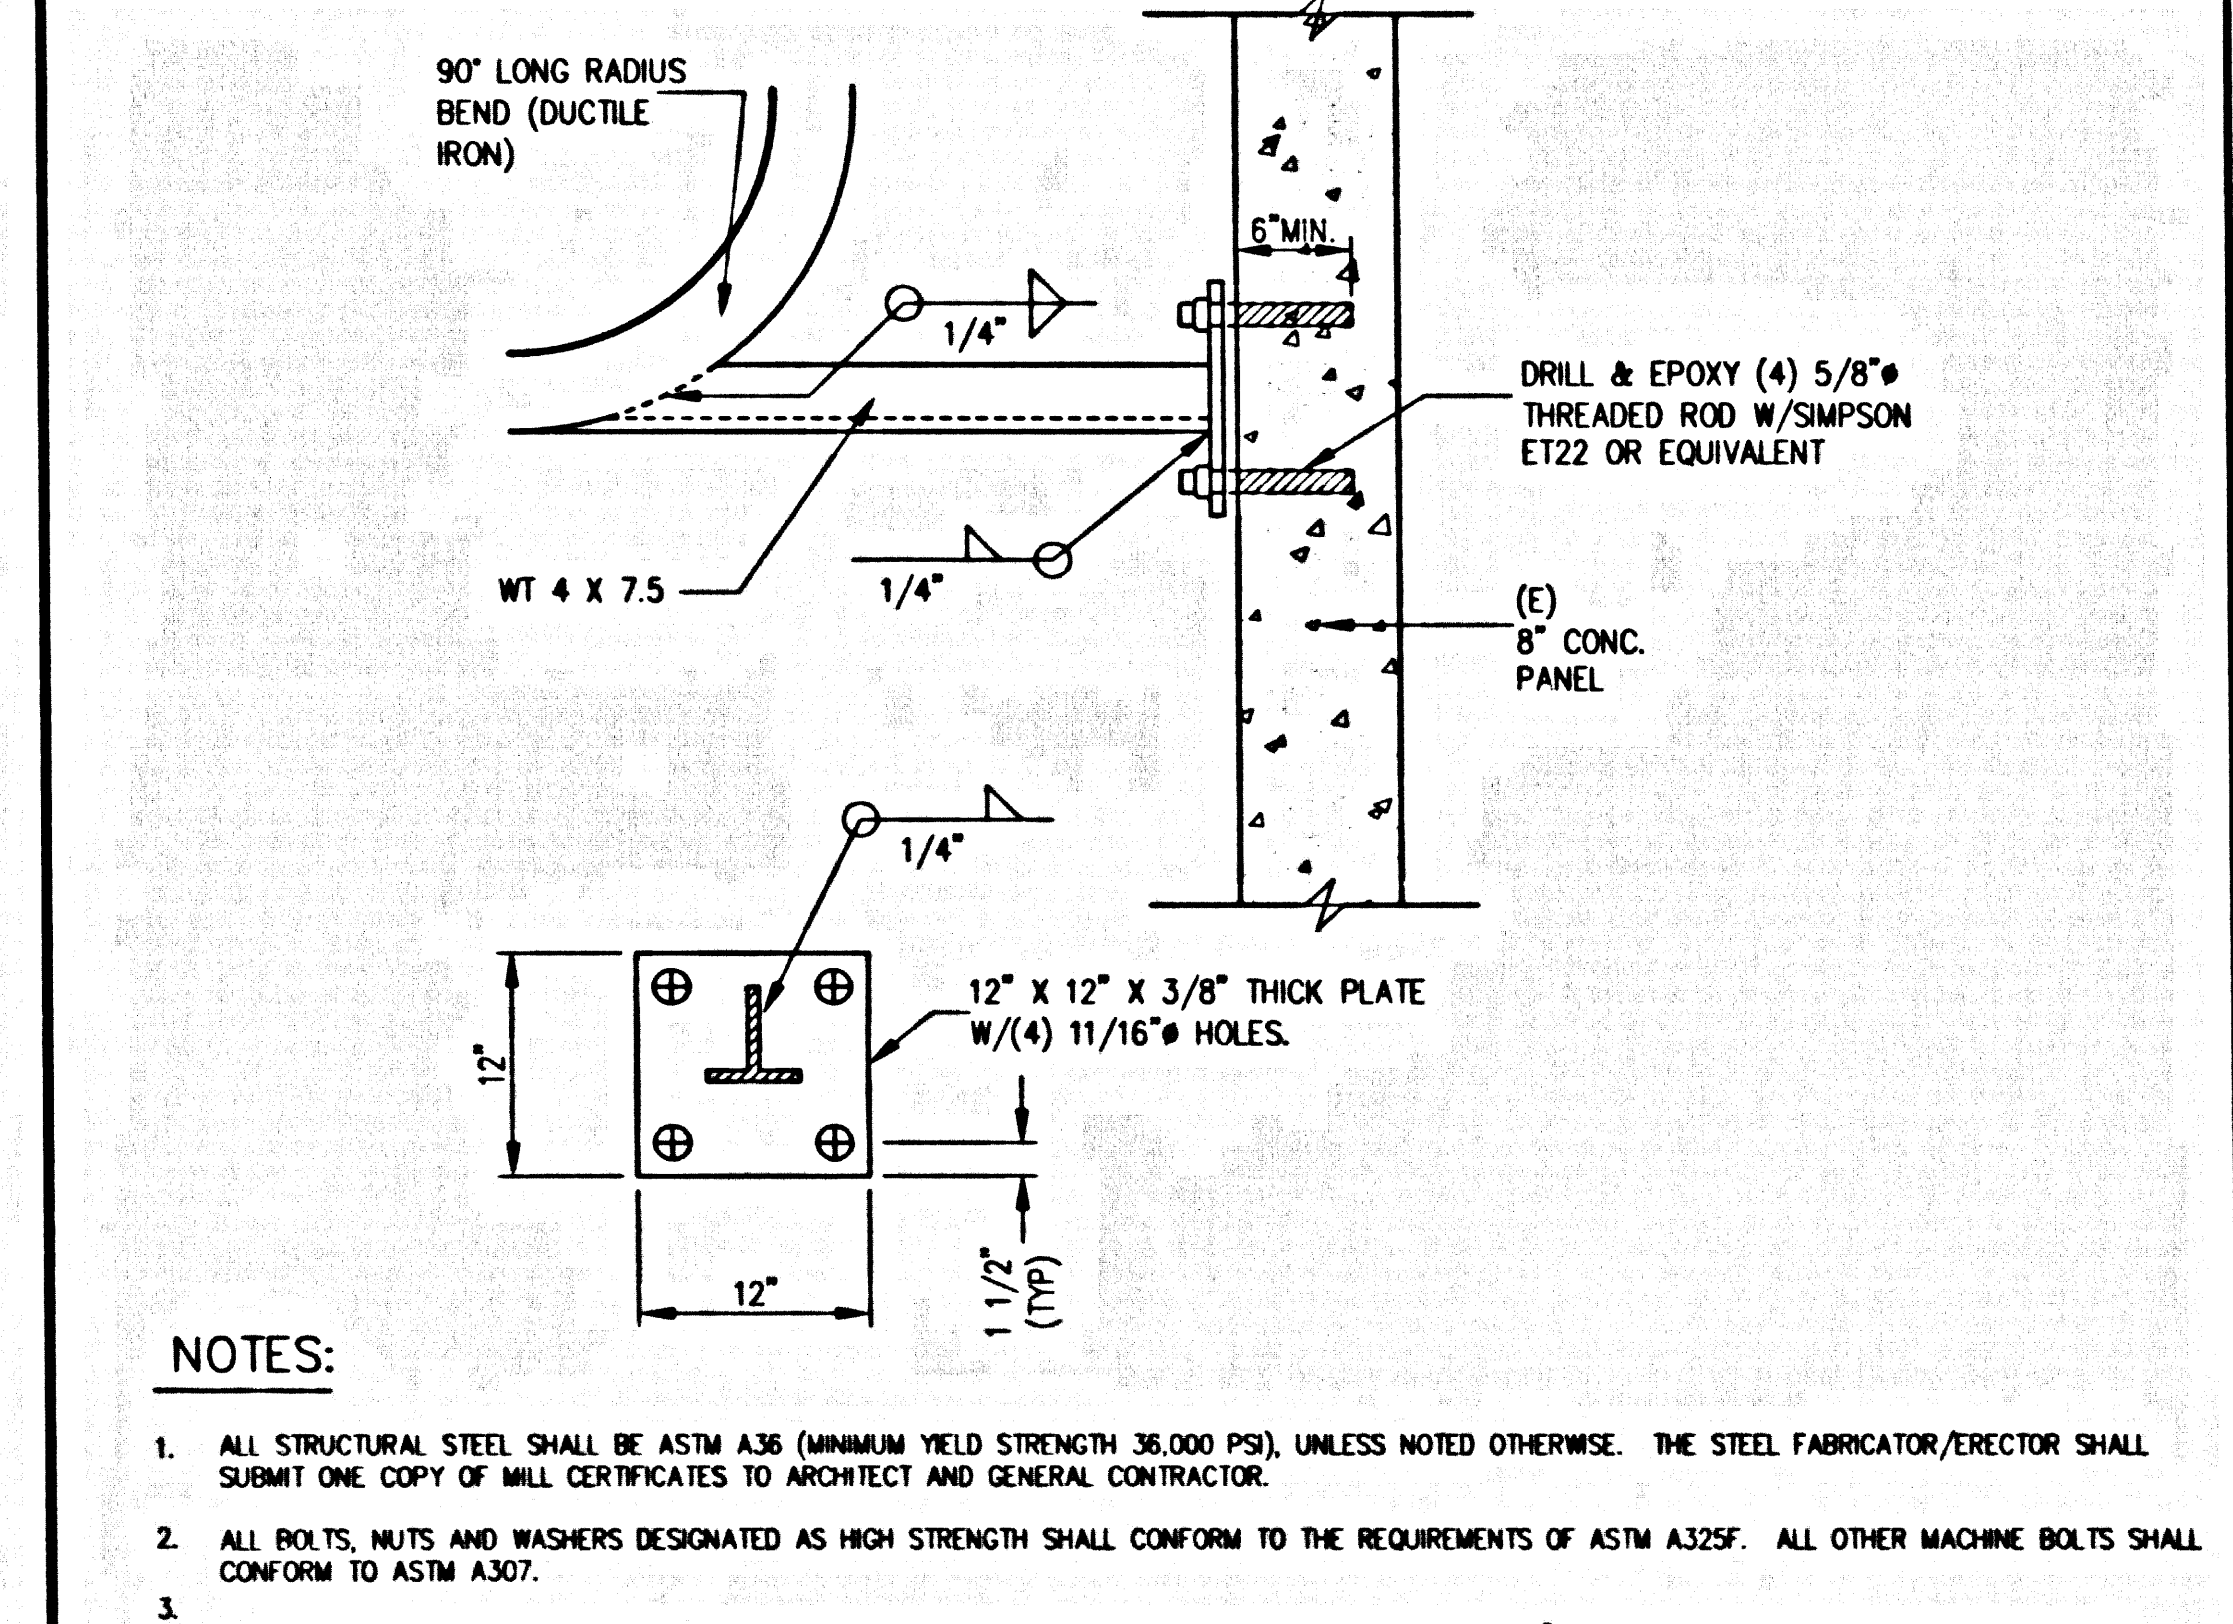 90° LONG RADIUS
BEND (DUCTILE
IRON)
6" MIN.
1/4"
DRILL & EPOXY (4) 5/8"ø
THREADED ROD W/SIMPSON
ET22 OR EQUIVALENT
WT 4 X 7.5
1/4"
(E)
8" CONC.
PANEL
1/4"
12" X 12" X 3/8" THICK PLATE
W/(4) 11/16"ø HOLES.
12"
12"
1 1/2"
(TYP)
NOTES:
1. ALL STRUCTURAL STEEL SHALL BE ASTM A36 (MINIMUM YIELD STRENGTH 36,000 PSI), UNLESS NOTED OTHERWISE. THE STEEL FABRICATOR/ERECTOR SHALL
SUBMIT ONE COPY OF MILL CERTIFICATES TO ARCHITECT AND GENERAL CONTRACTOR.
2. ALL BOLTS, NUTS AND WASHERS DESIGNATED AS HIGH STRENGTH SHALL CONFORM TO THE REQUIREMENTS OF ASTM A325F. ALL OTHER MACHINE BOLTS SHALL
CONFORM TO ASTM A307.
3.